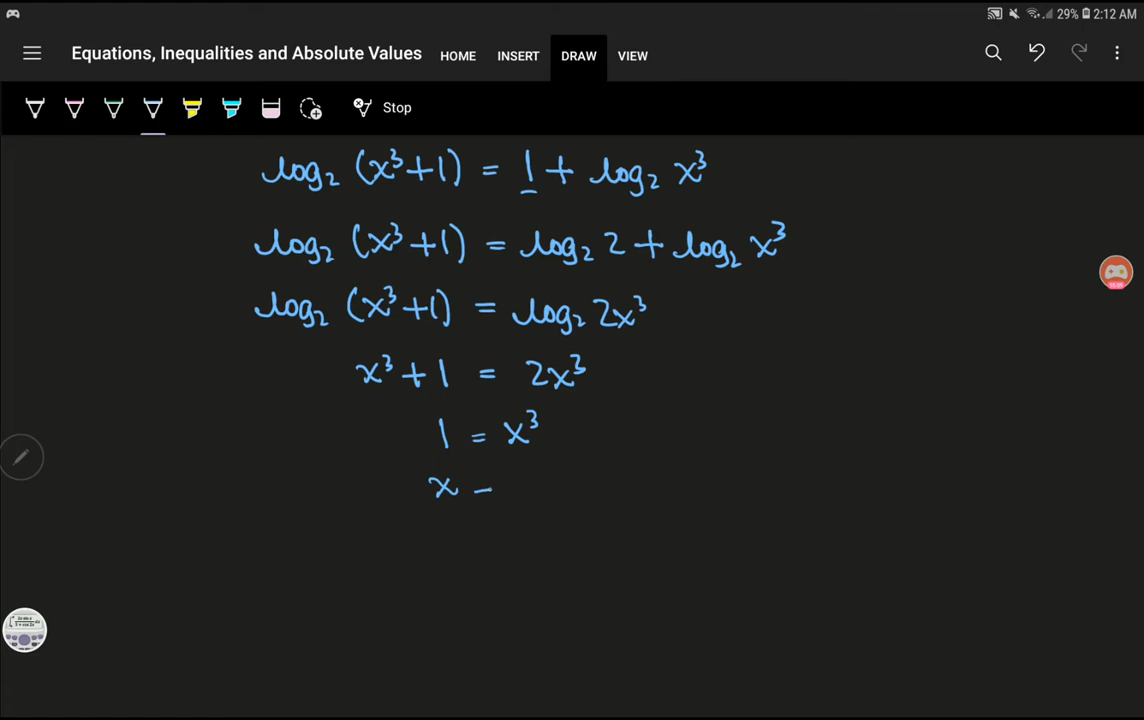 29% 2:12 AM
Equations, Inequalities and Absolute Values HOME INSERT DRAW VIEW
Stop
log₂ (x³+1) = 1 + log₂ x³
log₂ (x³+1) = log₂ 2 + log₂ x³
log₂ (x³+1) = log₂ 2x³
x³ + 1 = 2x³
1 = x³
x –